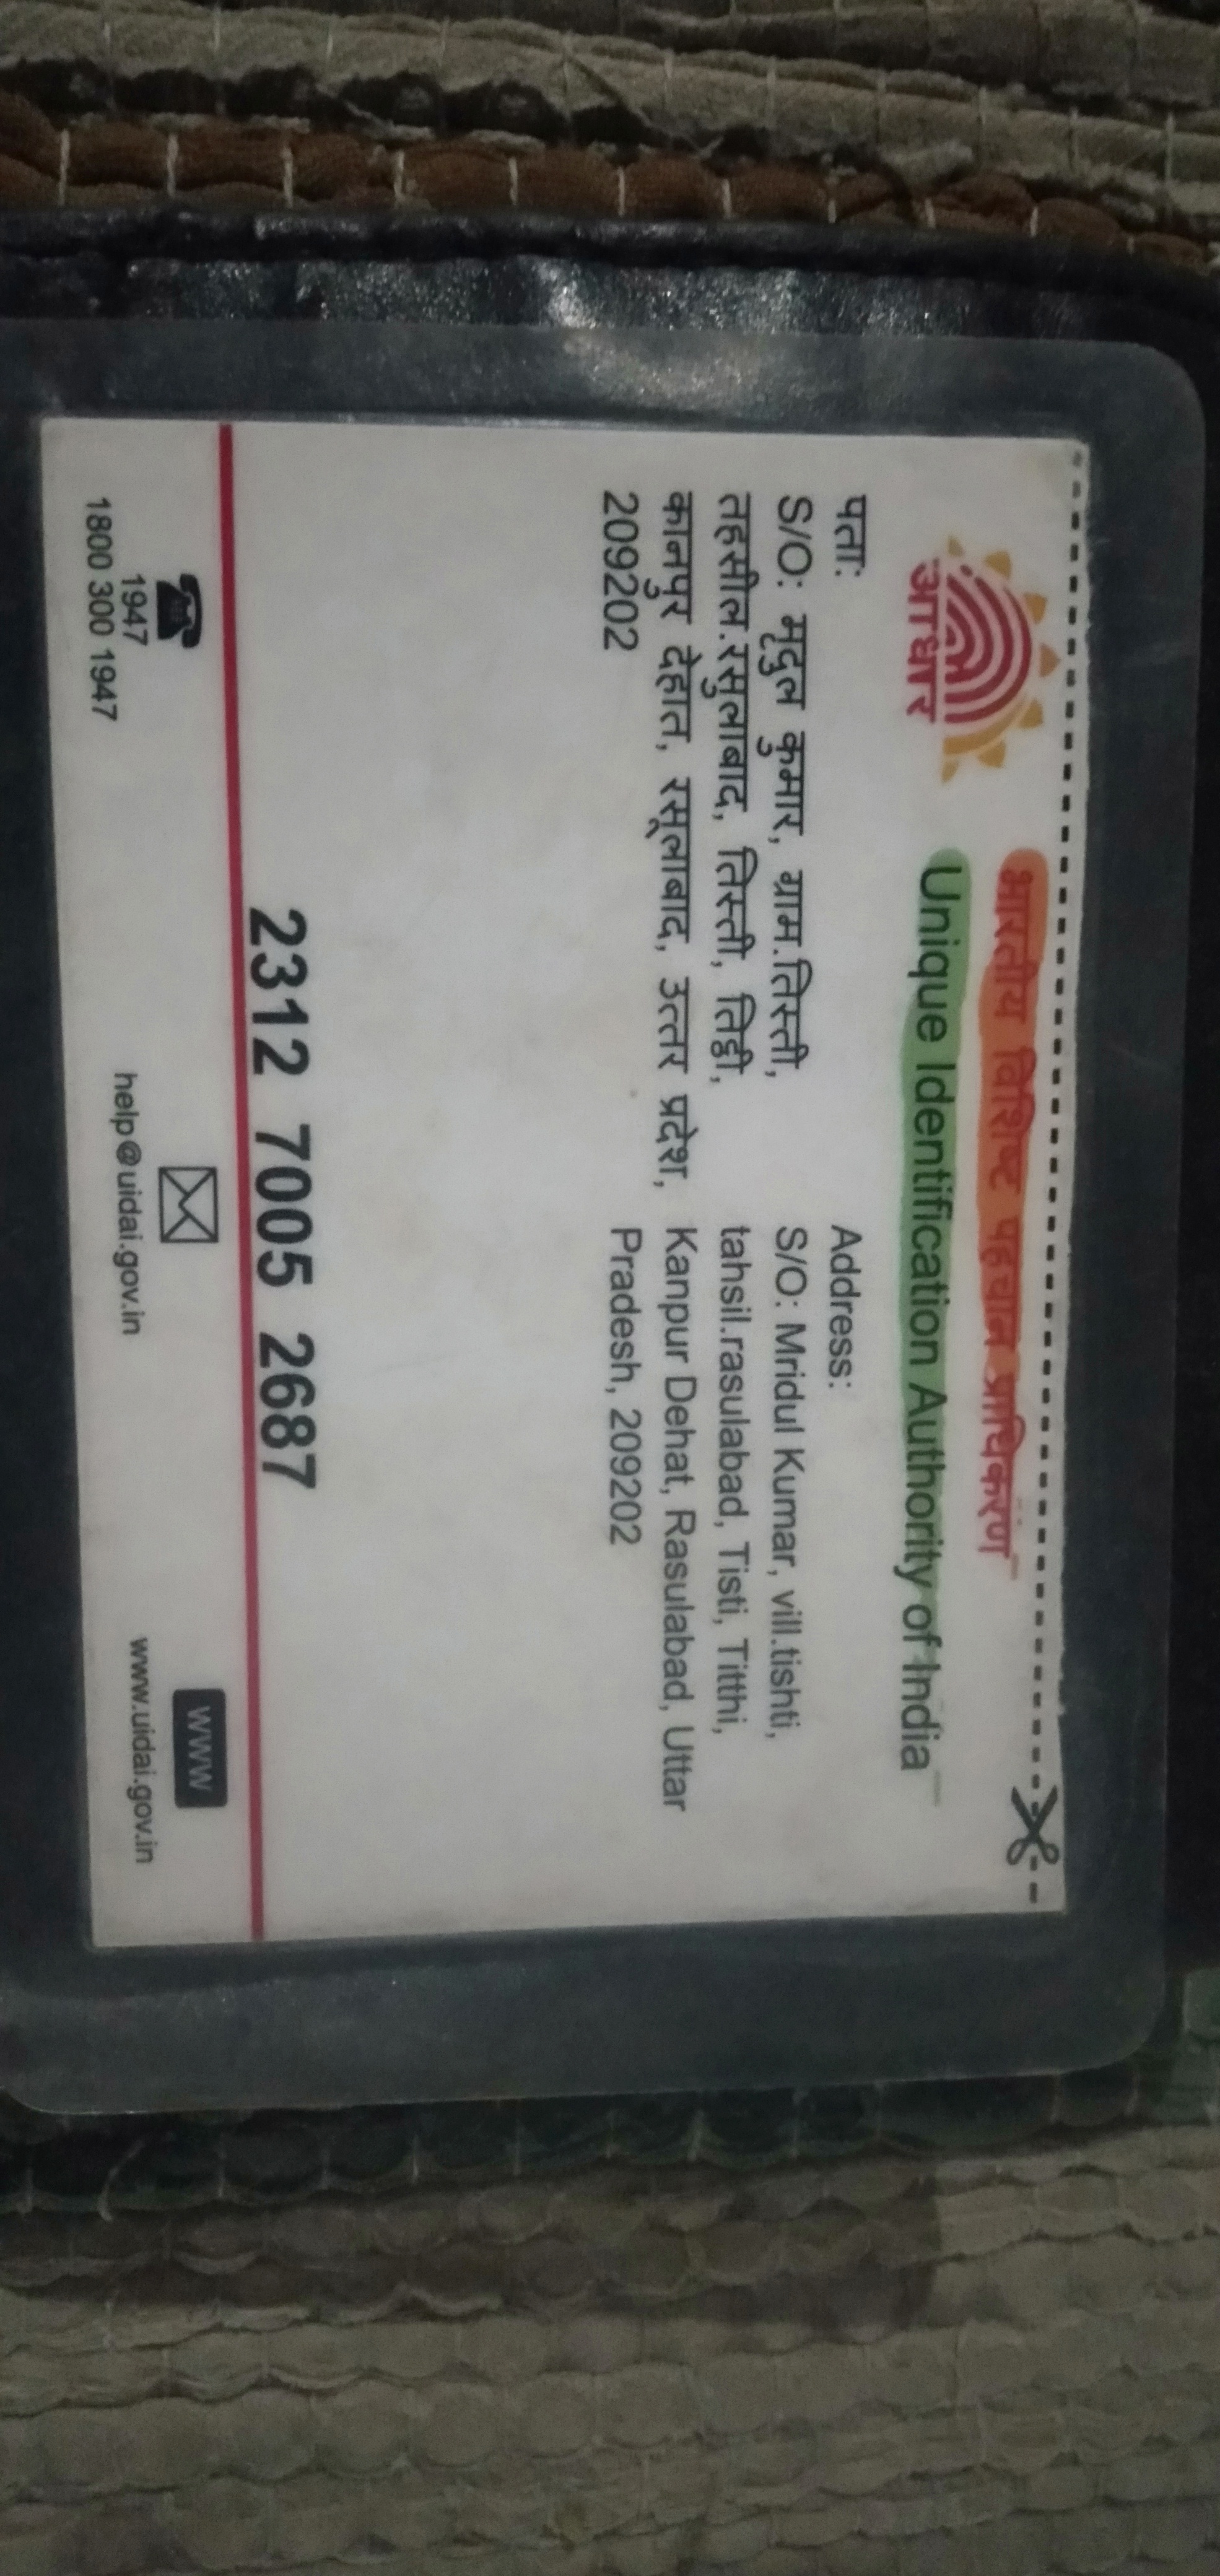 भारतीय विशिष्ट पहचान प्राधिकरण
Unique Identification Authority of India
आधार
पता:
S/O: मृदुल कुमार, ग्राम.तिस्ती,
तहसील.रसुलाबाद, तिस्ती, तिट्ठी,
कानपुर देहात, रसूलाबाद, उत्तर प्रदेश,
209202
Address:
S/O: Mridul Kumar, vill.tishti,
tahsil.rasulabad, Tisti, Titthi,
Kanpur Dehat, Rasulabad, Uttar
Pradesh, 209202
2312 7005 2687
1947
1800 300 1947
help@uidai.gov.in
www
www.uidai.gov.in